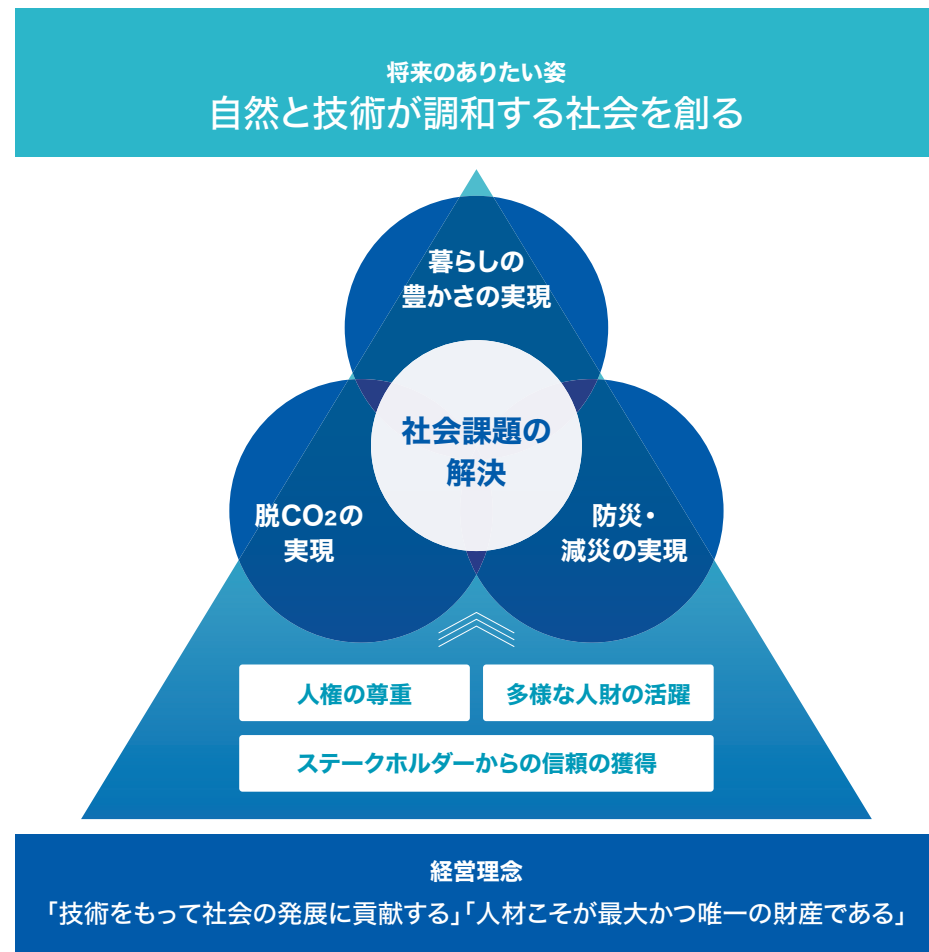 将来のありたい姿
自然と技術が調和する社会を創る
暮らしの
豊かさの実現
社会課題の
解決
脱CO2の
実現
防災・
減災の実現
人権の尊重
多様な人財の活躍
ステークホルダーからの信頼の獲得
経営理念
「技術をもって社会の発展に貢献する」「人材こそが最大かつ唯一の財産である」